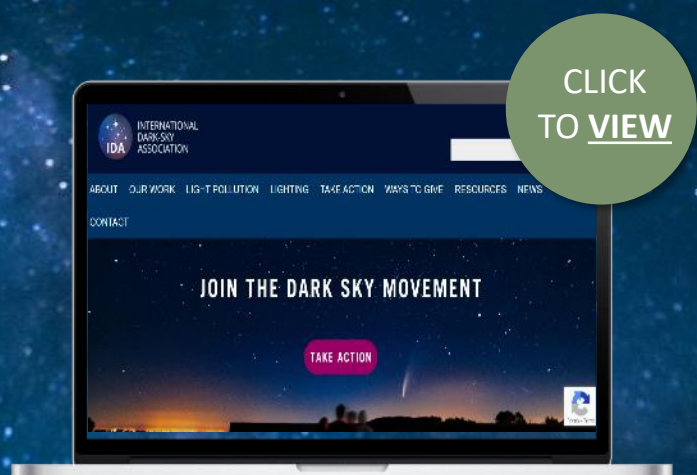 CLICK
TO VIEW
INTERNATIONAL
DARK-SKY
ASSOCIATION
IDA
ABOUT OUR WORK LIGHT POLLUTION LIGHTING TAKE ACTION WAYS TO GIVE RESOURCES NEWS
CONTACT
JOIN THE DARK SKY MOVEMENT
TAKE ACTION